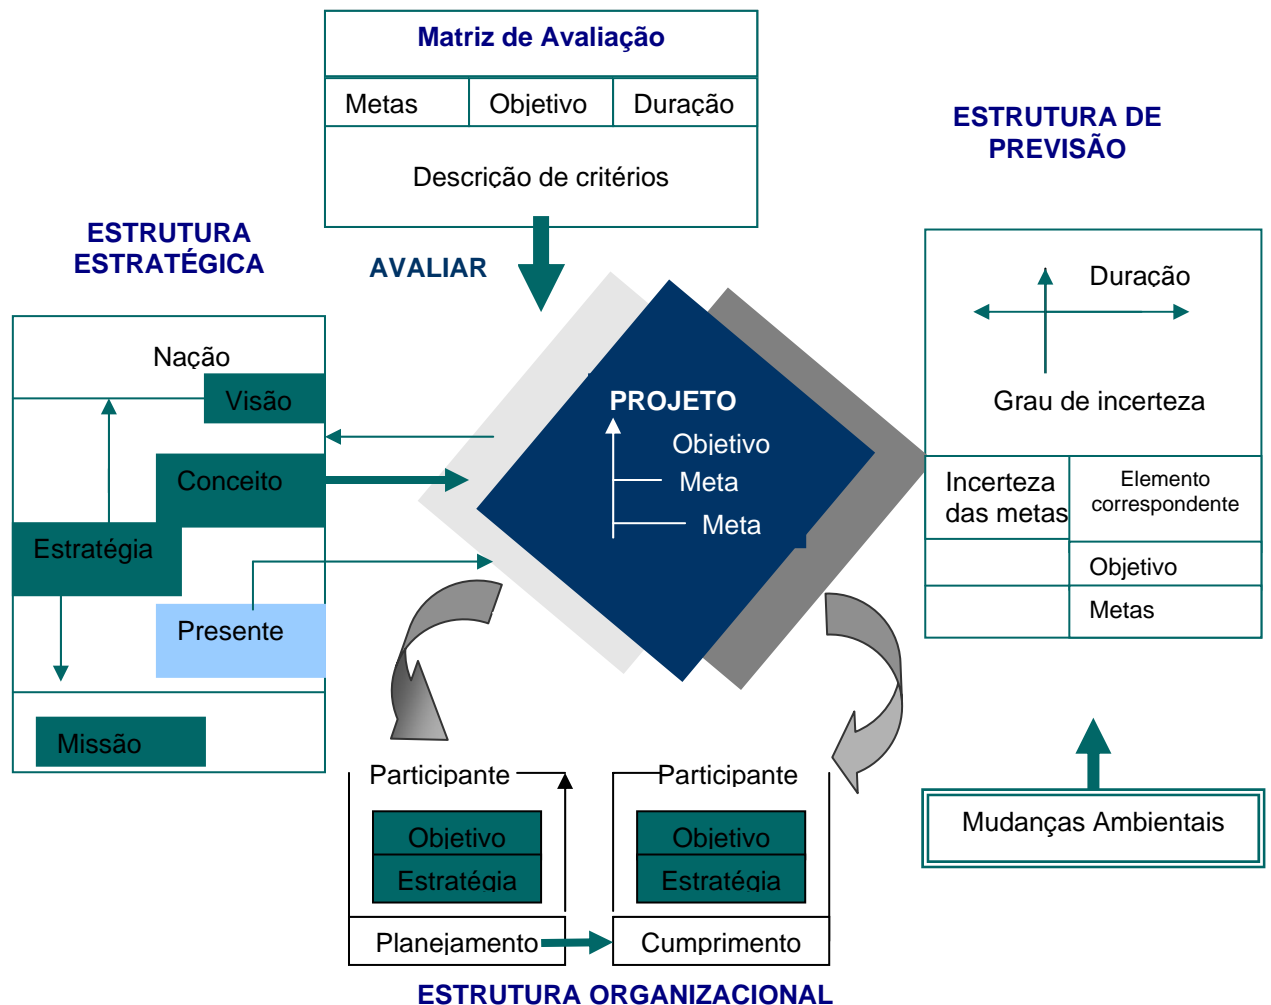 Matriz de Avaliação
Metas
Objetivo
Duração
Descrição de critérios
AVALIAR
ESTRUTURA
ESTRATÉGICA
Nação
Visão
Conceito
Estratégia
Presente
Missão
PROJETO
Objetivo
Meta
Meta
ESTRUTURA DE
PREVISÃO
Duração
Grau de incerteza
Incerteza
das metas
Elemento
correspondente
Objetivo
Metas
Mudanças Ambientais
Participante
Objetivo
Estratégia
Planejamento
Participante
Objetivo
Estratégia
Cumprimento
ESTRUTURA ORGANIZACIONAL